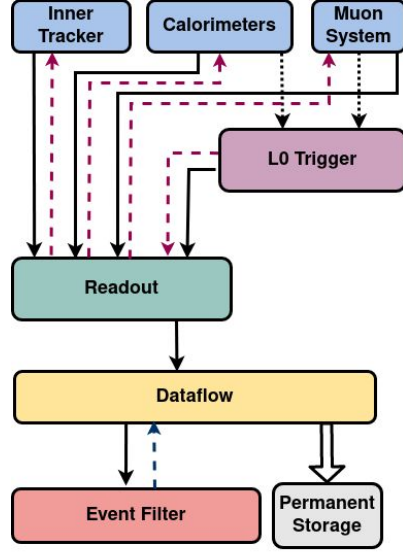 Inner
Tracker
Calorimeters
Muon
System
L0 Trigger
Readout
Dataflow
Event Filter
Permanent
Storage